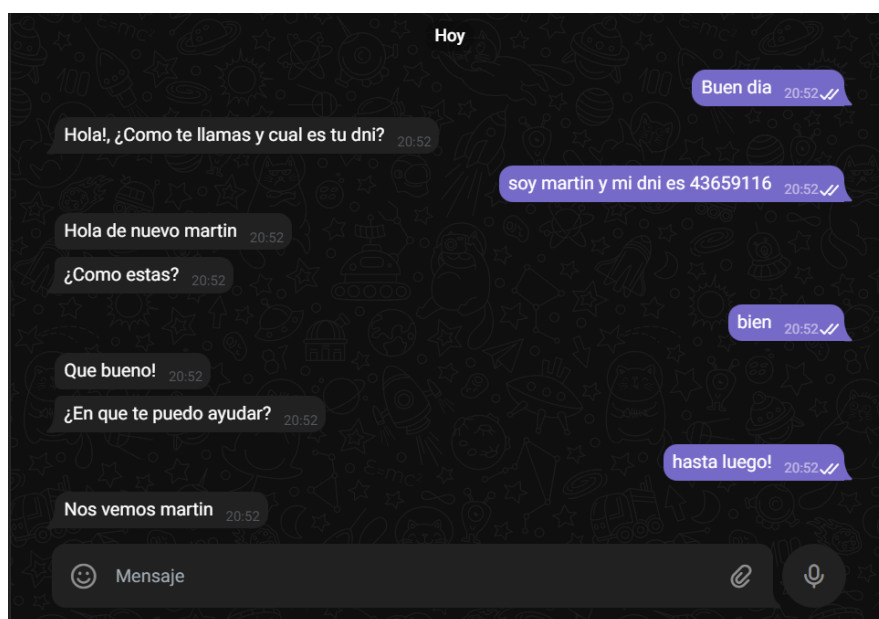 Hoy
Buen dia 20:52
Hola!, ¿Como te llamas y cual es tu dni? 20:52
soy martin y mi dni es 43659116 20:52
Hola de nuevo martin 20:52
¿Como estas? 20:52
bien 20:52
Que bueno! 20:52
¿En que te puedo ayudar? 20:52
hasta luego! 20:52
Nos vemos martin 20:52
Mensaje